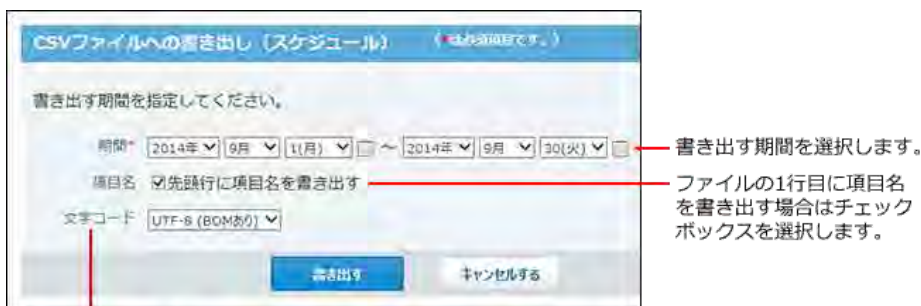 CSVファイルへの書き出し（スケジュール） （*は必須項目です。）
書き出す期間を指定してください。
期間* 2014年 9月 1(月) ～ 2014年 9月 30(火)
書き出す期間を選択します。
項目名 先頭行に項目名を書き出す
ファイルの1行目に項目名
を書き出す場合はチェック
ボックスを選択します。
文字コード UTF-8 (BOMあり)
書き出す キャンセルする